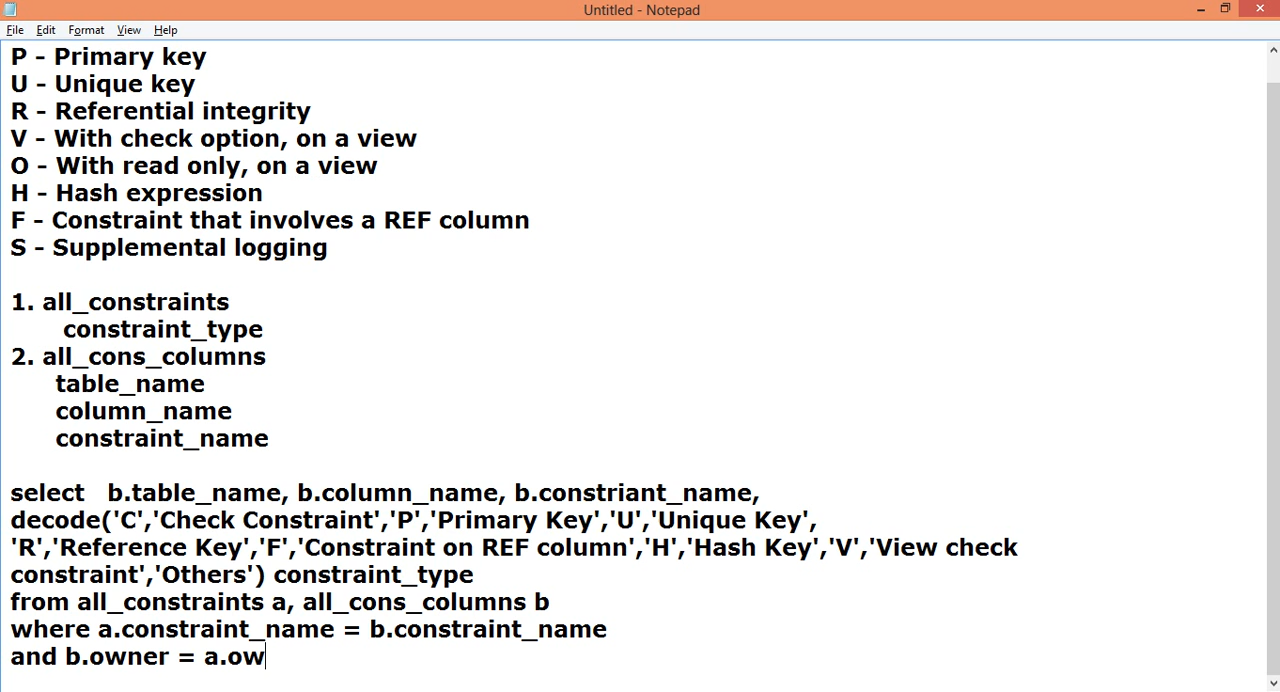 Untitled - Notepad
File Edit Format View Help
P - Primary key
U - Unique key
R - Referential integrity
V - With check option, on a view
O - With read only, on a view
H - Hash expression
F - Constraint that involves a REF column
S - Supplemental logging
1. all_constraints
constraint_type
2. all_cons_columns
table_name
column_name
constraint_name
select b.table_name, b.column_name, b.constriant_name,
decode('C','Check Constraint','P','Primary Key','U','Unique Key',
'R','Reference Key','F','Constraint on REF column','H','Hash Key','V','View check
constraint','Others') constraint_type
from all_constraints a, all_cons_columns b
where a.constraint_name = b.constraint_name
and b.owner = a.ow